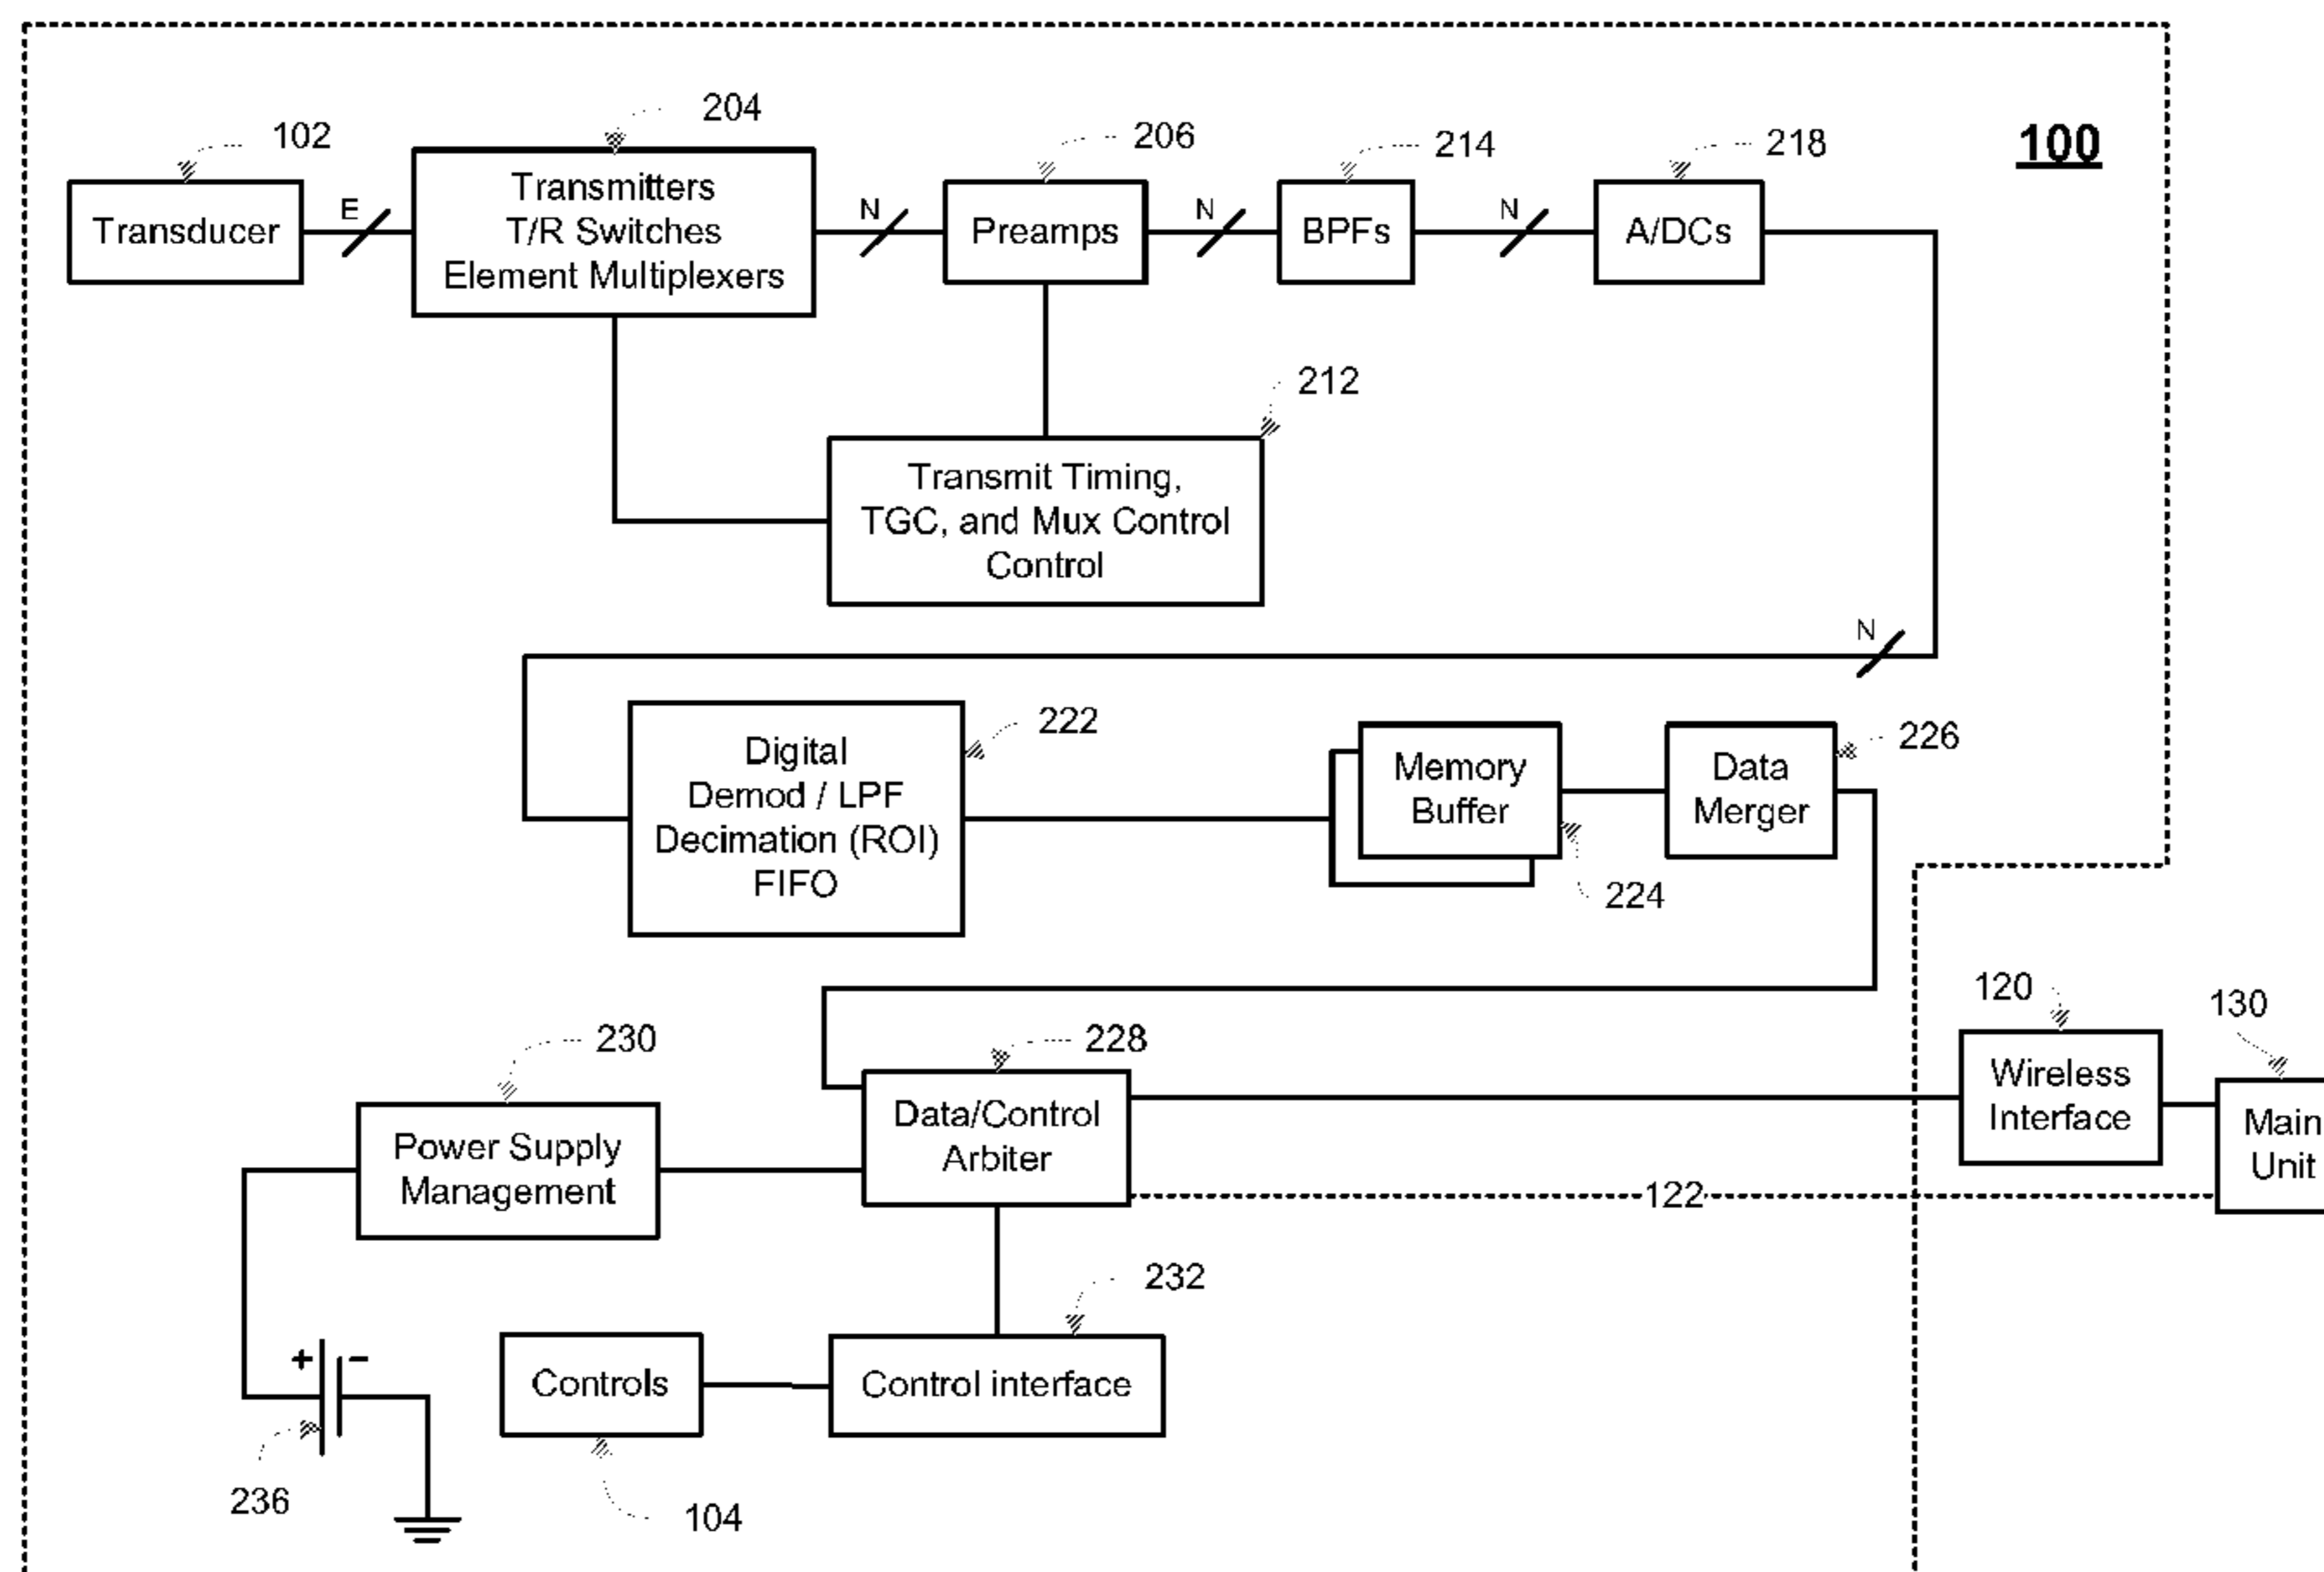 102
204
206
214
218
100
Transducer
E
Transmitters
T/R Switches
Element Multiplexers
N
Preamps
N
BPFs
N
A/DCs
212
Transmit Timing,
TGC, and Mux Control
Control
N
222
Digital
Demod / LPF
Decimation (ROI)
FIFO
Memory
Buffer
224
226
Data
Merger
120
130
230
228
Wireless
Interface
Main
Unit
Power Supply
Management
Data/Control
Arbiter
122
232
+
−
Controls
Control interface
236
104